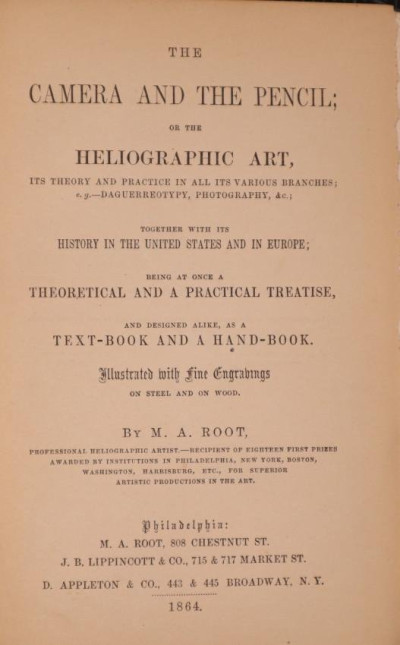 THE
CAMERA AND THE PENCIL;
OR THE
HELIOGRAPHIC ART,
ITS THEORY AND PRACTICE IN ALL ITS VARIOUS BRANCHES;
e. g.—DAGUERREOTYPY, PHOTOGRAPHY, &c.;
TOGETHER WITH ITS
HISTORY IN THE UNITED STATES AND IN EUROPE;
BEING AT ONCE A
THEORETICAL AND A PRACTICAL TREATISE,
AND DESIGNED ALIKE, AS A
TEXT-BOOK AND A HAND-BOOK.
Illustrated with Fine Engravings
ON STEEL AND ON WOOD.
BY M. A. ROOT,
PROFESSIONAL HELIOGRAPHIC ARTIST.—RECIPIENT OF EIGHTEEN FIRST PRIZES
AWARDED BY INSTITUTIONS IN PHILADELPHIA, NEW YORK, BOSTON,
WASHINGTON, HARRISBURG, ETC., FOR SUPERIOR
ARTISTIC PRODUCTIONS IN THE ART.
Philadelphia:
M. A. ROOT, 808 CHESTNUT ST.
J. B. LIPPINCOTT & CO., 715 & 717 MARKET ST.
D. APPLETON & CO., 443 & 445 BROADWAY, N. Y.
1864.